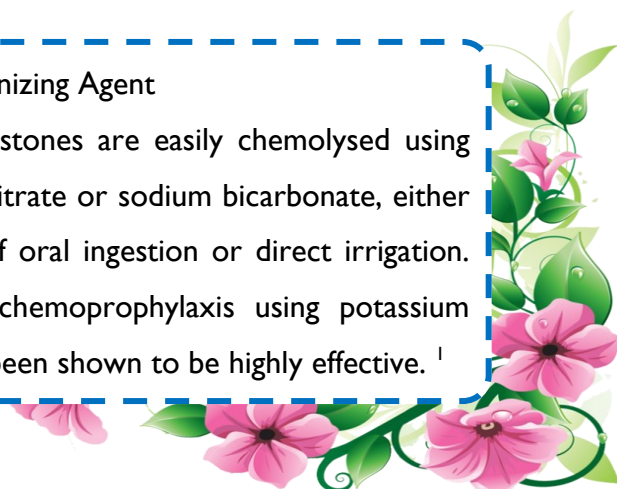 nizing Agent
stones are easily chemolysed using
itrate or sodium bicarbonate, either
f oral ingestion or direct irrigation.
chemoprophylaxis using potassium
been shown to be highly effective. 1